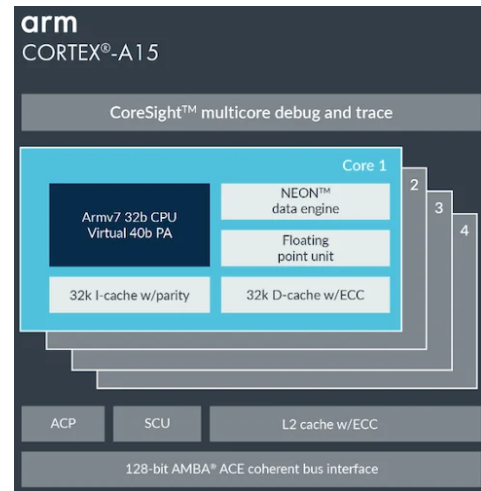 arm
CORTEX®-A15
CoreSight™ multicore debug and trace
Core 1
2
3
4
Armv7 32b CPU
Virtual 40b PA
NEON™
data engine
Floating
point unit
32k I-cache w/parity
32k D-cache w/ECC
ACP
SCU
L2 cache w/ECC
128-bit AMBA® ACE coherent bus interface